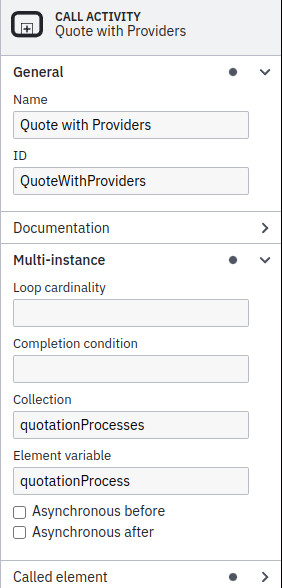 CALL ACTIVITY
Quote with Providers
General
Name
Quote with Providers
ID
QuoteWithProviders
Documentation
Multi-instance
Loop cardinality
Completion condition
Collection
quotationProcesses
Element variable
quotationProcess
Asynchronous before
Asynchronous after
Called element